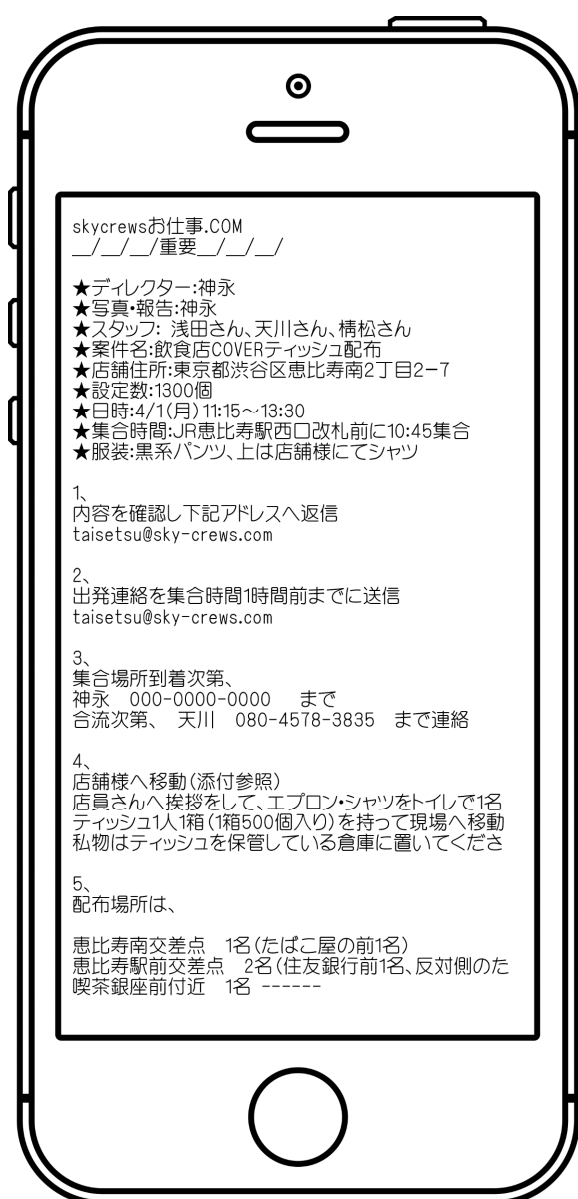 skycrewsお仕事.COM
__/__/__/重要__/__/__/
★ディレクター:神永
★写真・報告:神永
★スタッフ: 浅田さん、天川さん、楕松さん
★案件名:飲食店COVERティッシュ配布
★店舗住所:東京都渋谷区恵比寿南2丁目2−7
★設定数:1300個
★日時:4/1(月)11:15〜13:30
★集合時間:JR恵比寿駅西口改札前に10:45集合
★服装:黒系パンツ、上は店舗様にてシャツ
1、
内容を確認し下記アドレスへ返信
taisetsu@sky-crews.com
2、
出発連絡を集合時間1時間前までに送信
taisetsu@sky-crews.com
3、
集合場所到着次第、
神永 000-0000-0000 まで
合流次第、 天川 080-4578-3835 まで連絡
4、
店舗様へ移動(添付参照)
店員さんへ挨拶をして、エプロン・シャツをトイレで1名
ティッシュ1人1箱(1箱500個入り)を持って現場へ移動
私物はティッシュを保管している倉庫に置いてくださ
5、
配布場所は、
恵比寿南交差点 1名(たばこ屋の前1名)
恵比寿駅前交差点 2名(住友銀行前1名、反対側のた
喫茶銀座前付近 1名 ------